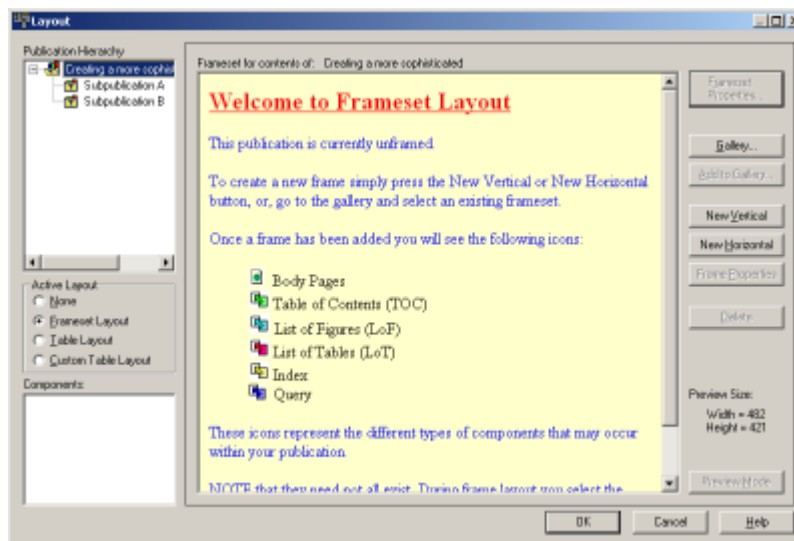 Layout
Publication Hierarchy
Creating a more sophist
Subpublication A
Subpublication B
Active Layout
None
Frameset Layout
Table Layout
Custom Table Layout
Components:
Frameset for contents of: Creating a more sophisticated
Welcome to Frameset Layout
This publication is currently unframed
To create a new frame simply press the New Vertical or New Horizontal
button, or, go to the gallery and select an existing frameset.
Once a frame has been added you will see the following icons:
Body Pages
Table of Contents (TOC)
List of Figures (LoF)
List of Tables (LoT)
Index
Query
These icons represent the different types of components that may occur
within your publication.
NOTE that they need not all exist. During frame layout you select the
Frameset
Properties...
Gallery...
Add to Gallery...
New Vertical
New Horizontal
Frame Properties
Delete
Preview Size:
Width = 482
Height = 421
Preview Mode
OK
Cancel
Help